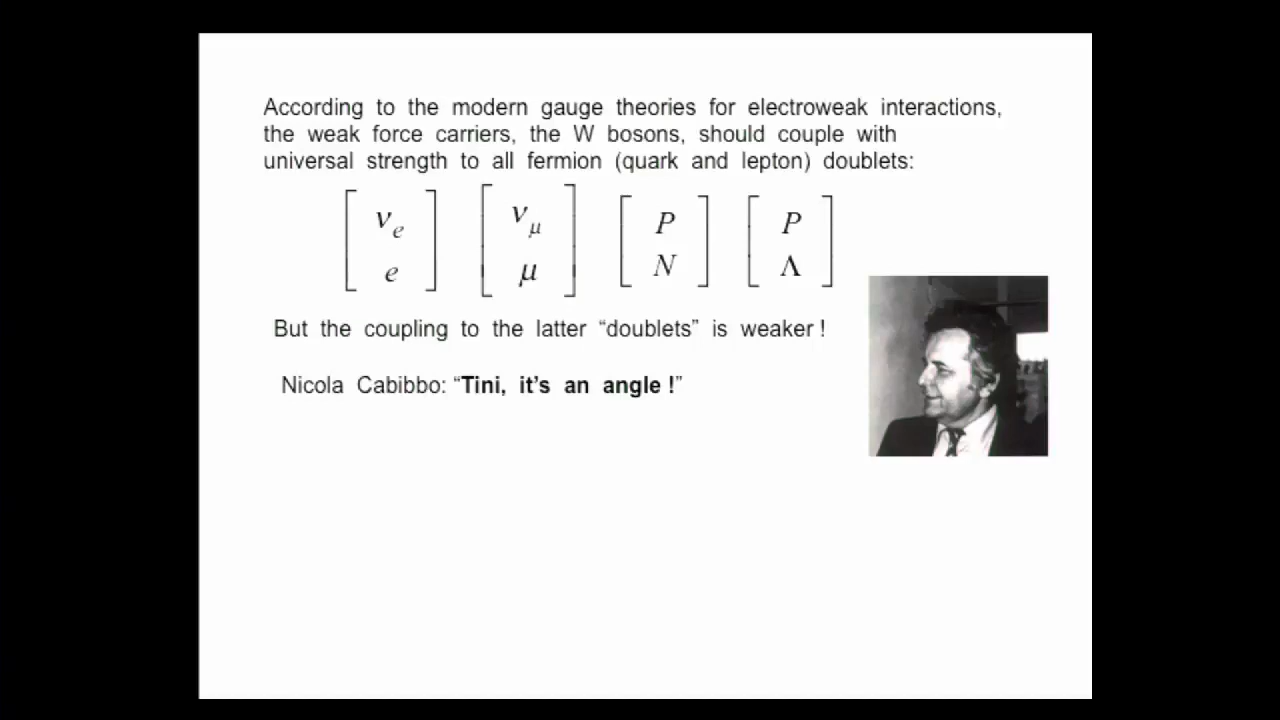 According to the modern gauge theories for electroweak interactions,
the weak force carriers, the W bosons, should couple with
universal strength to all fermion (quark and lepton) doublets:
[ νₑ ] [ ν_μ ] [ P ] [ P ]
[ e ] [ μ ] [ N ] [ Λ ]
But the coupling to the latter “doublets” is weaker !
Nicola Cabibbo: “Tini, it’s an angle !”